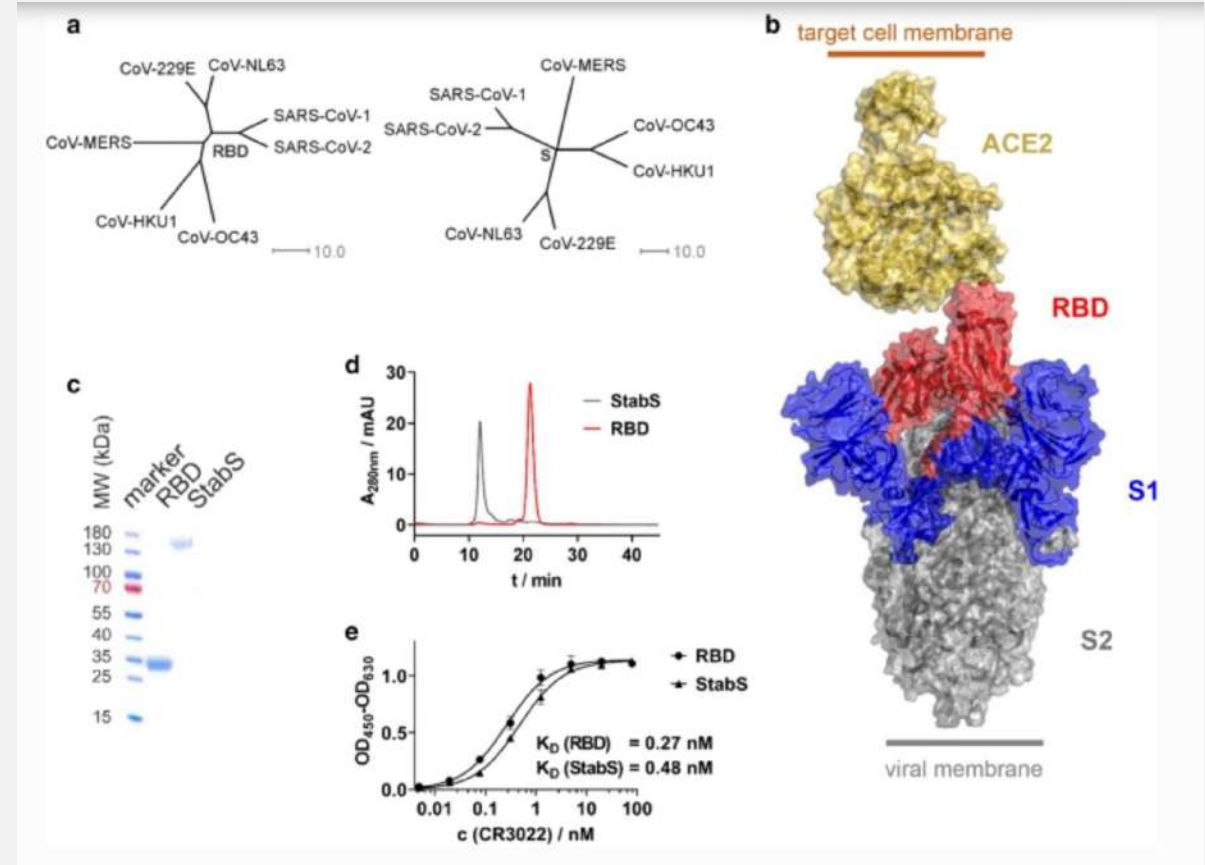 a
CoV-229E
CoV-NL63
SARS-CoV-1
SARS-CoV-2
CoV-MERS
RBD
CoV-HKU1
CoV-OC43
10.0
CoV-MERS
SARS-CoV-1
SARS-CoV-2
CoV-OC43
S
CoV-HKU1
CoV-NL63
CoV-229E
10.0
b
target cell membrane
ACE2
RBD
S1
S2
viral membrane
c
MW (kDa)
marker
RBD
StabS
180
130
100
70
55
40
35
25
15
d
A280nm / mAU
30
20
10
0
0 10 20 30 40
t / min
StabS
RBD
e
OD450-OD630
1.0
0.5
0.0
0.01 0.1 1 10 100
c (CR3022) / nM
RBD
StabS
KD (RBD) = 0.27 nM
KD (StabS) = 0.48 nM